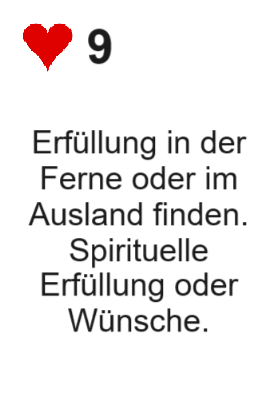 9
Erfüllung in der
Ferne oder im
Ausland finden.
Spirituelle
Erfüllung oder
Wünsche.